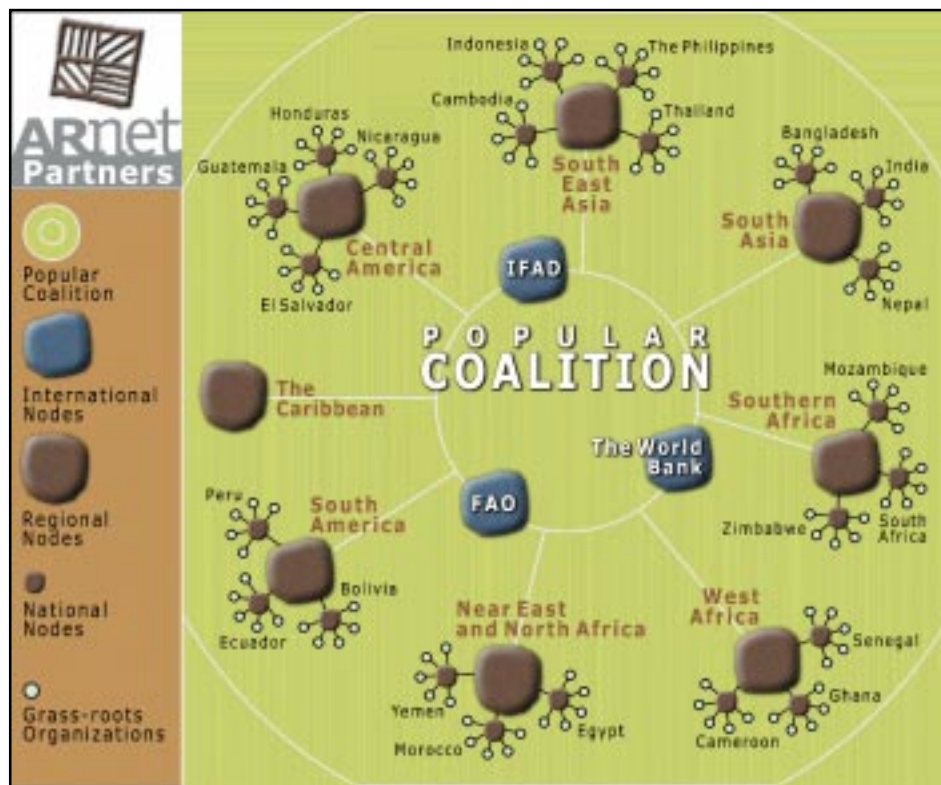 ARnet
Partners
Popular
Coalition
International
Nodes
Regional
Nodes
National
Nodes
Grass-roots
Organizations
Indonesia
The Philippines
Cambodia
Thailand
South
East
Asia
Honduras
Nicaragua
Guatemala
Central
America
El Salvador
Bangladesh
India
South
Asia
Nepal
IFAD
POPULAR
COALITION
The
Caribbean
Mozambique
Southern
Africa
The World
Bank
Zimbabwe
South
Africa
FAO
Peru
South
America
Bolivia
Ecuador
Near East
and North Africa
Yemen
Morocco
Egypt
West
Africa
Senegal
Ghana
Cameroon